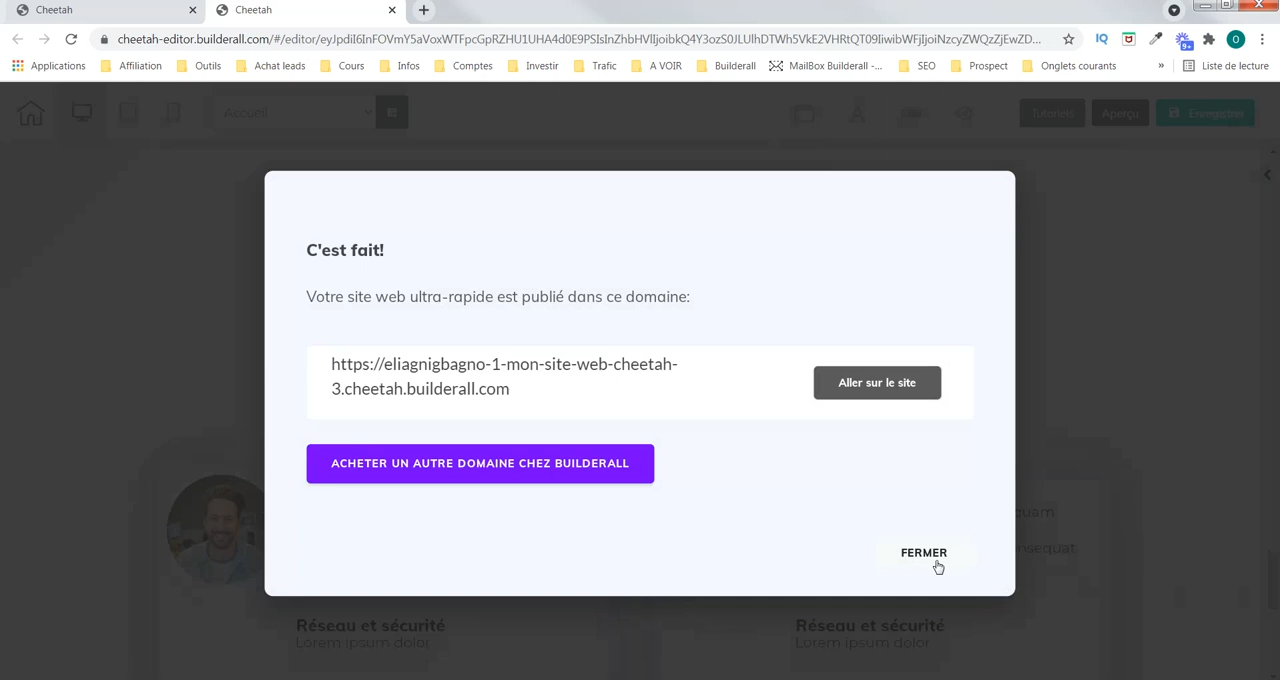 Cheetah
Cheetah
cheetah-editor.builderall.com/#/editor/eyJpdiI6InFOVmY5aVoxWTFpcGpRZHU1UHA4d0E9PSIsInZhbHVlIjoibkQ4Y3ozS0JLUlhDTWh5VkE2VHRtQT09IiwibWFjIjoiNzcyZWQzZjEwZD...
IQ
9+
O
Applications
Affiliation
Outils
Achat leads
Cours
Infos
Comptes
Investir
Trafic
A VOIR
Builderall
MailBox Builderall -...
SEO
Prospect
Onglets courants
»
Liste de lecture
Accueil
Tutoriels
Aperçu
Enregistrer
C'est fait!
Votre site web ultra-rapide est publié dans ce domaine:
https://eliagnigbagno-1-mon-site-web-cheetah-
3.cheetah.builderall.com
Aller sur le site
ACHETER UN AUTRE DOMAINE CHEZ BUILDERALL
FERMER
Réseau et sécurité
Lorem ipsum dolor
Réseau et sécurité
Lorem ipsum dolor